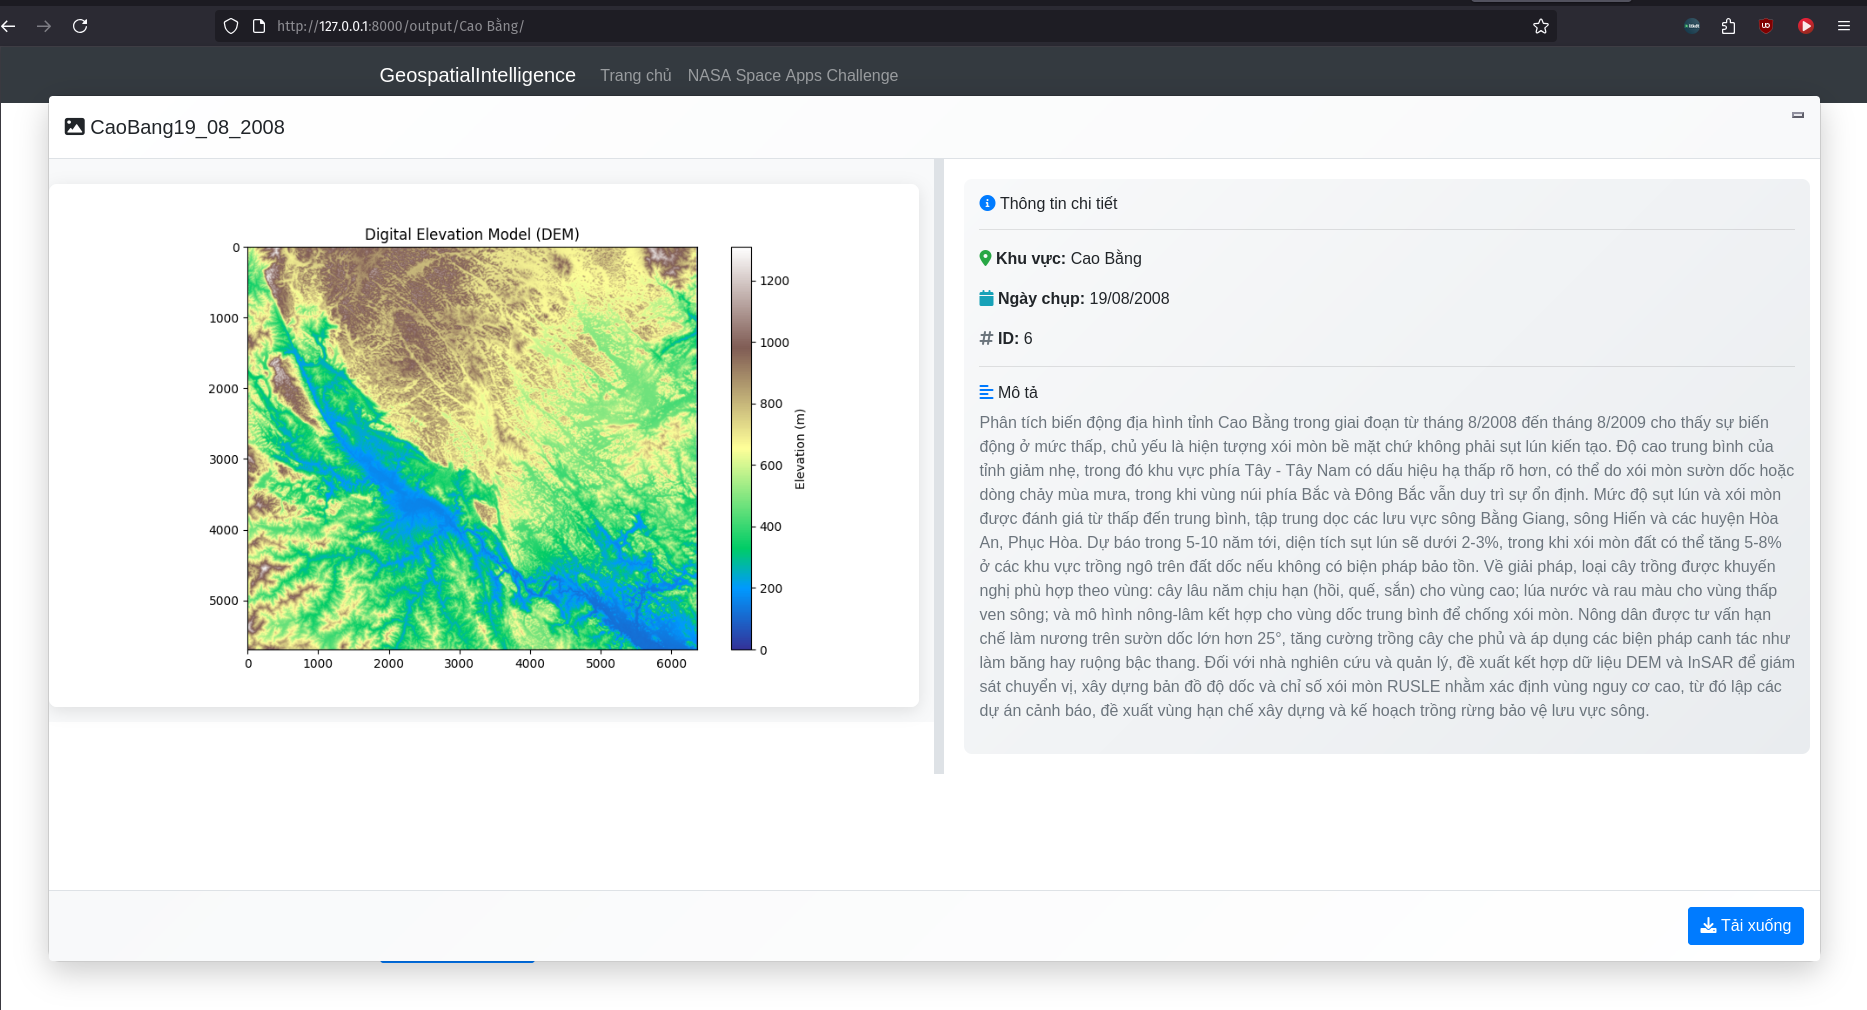 http://127.0.0.1:8000/output/Cao Bằng/
GeospatialIntelligence Trang chủ NASA Space Apps Challenge
CaoBang19_08_2008
Digital Elevation Model (DEM)
0
1000
2000
3000
4000
5000
0 1000 2000 3000 4000 5000 6000
1200
1000
800
600
400
200
0
Elevation (m)
Thông tin chi tiết
Khu vực: Cao Bằng
Ngày chụp: 19/08/2008
# ID: 6
Mô tả
Phân tích biến động địa hình tỉnh Cao Bằng trong giai đoạn từ tháng 8/2008 đến tháng 8/2009 cho thấy sự biến
động ở mức thấp, chủ yếu là hiện tượng xói mòn bề mặt chứ không phải sụt lún kiến tạo. Độ cao trung bình của
tỉnh giảm nhẹ, trong đó khu vực phía Tây - Tây Nam có dấu hiệu hạ thấp rõ hơn, có thể do xói mòn sườn dốc hoặc
dòng chảy mùa mưa, trong khi vùng núi phía Bắc và Đông Bắc vẫn duy trì sự ổn định. Mức độ sụt lún và xói mòn
được đánh giá từ thấp đến trung bình, tập trung dọc các lưu vực sông Bằng Giang, sông Hiến và các huyện Hòa
An, Phục Hòa. Dự báo trong 5-10 năm tới, diện tích sụt lún sẽ dưới 2-3%, trong khi xói mòn đất có thể tăng 5-8%
ở các khu vực trồng ngô trên đất dốc nếu không có biện pháp bảo tồn. Về giải pháp, loại cây trồng được khuyến
nghị phù hợp theo vùng: cây lâu năm chịu hạn (hồi, quế, sắn) cho vùng cao; lúa nước và rau màu cho vùng thấp
ven sông; và mô hình nông-lâm kết hợp cho vùng dốc trung bình để chống xói mòn. Nông dân được tư vấn hạn
chế làm nương trên sườn dốc lớn hơn 25°, tăng cường trồng cây che phủ và áp dụng các biện pháp canh tác như
làm băng hay ruộng bậc thang. Đối với nhà nghiên cứu và quản lý, đề xuất kết hợp dữ liệu DEM và InSAR để giám
sát chuyển vị, xây dựng bản đồ độ dốc và chỉ số xói mòn RUSLE nhằm xác định vùng nguy cơ cao, từ đó lập các
dự án cảnh báo, đề xuất vùng hạn chế xây dựng và kế hoạch trồng rừng bảo vệ lưu vực sông.
Tải xuống